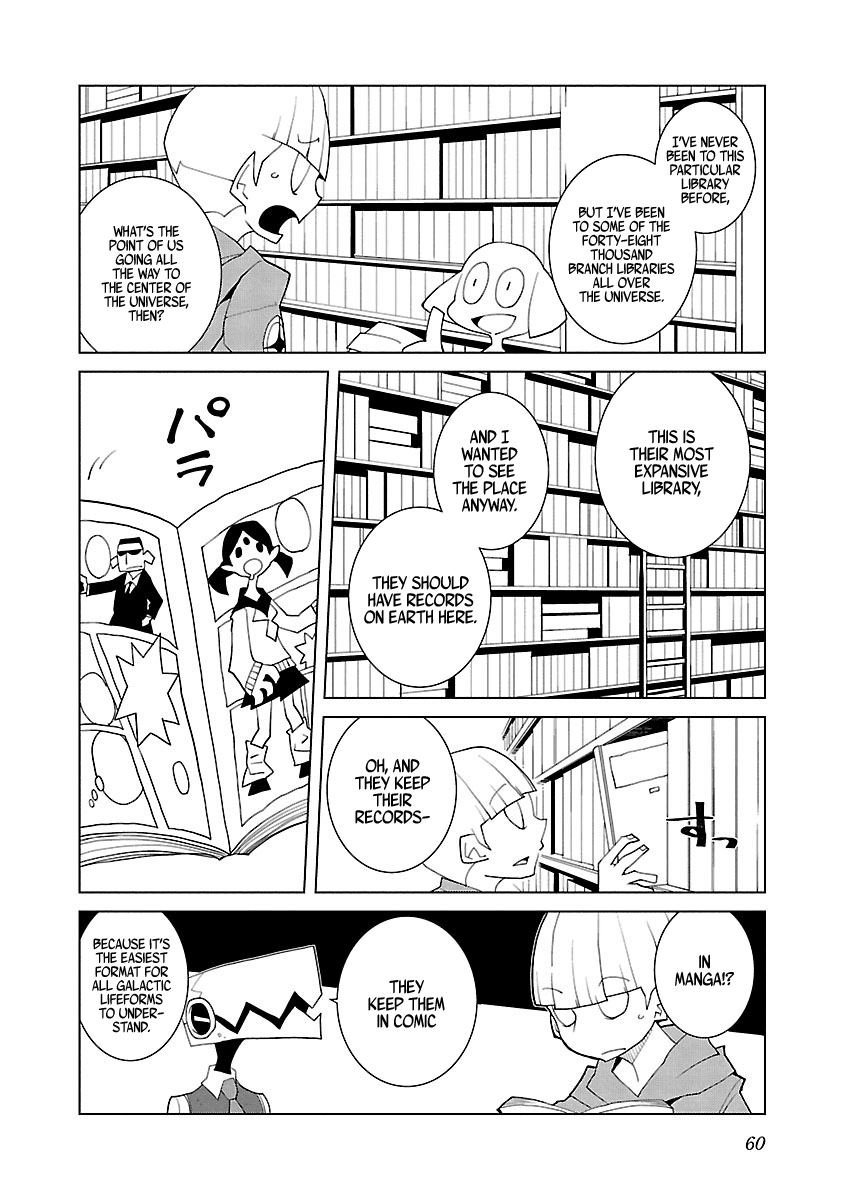 I'VE NEVER
BEEN TO THIS
PARTICULAR
LIBRARY
BEFORE,
BUT I'VE BEEN
TO SOME OF THE
FORTY-EIGHT
THOUSAND
BRANCH LIBRARIES
ALL OVER
THE UNIVERSE.
WHAT'S THE
POINT OF US
GOING ALL
THE WAY TO
THE CENTER OF
THE UNIVERSE,
THEN?
THIS IS
THEIR MOST
EXPANSIVE
LIBRARY,
AND I
WANTED
TO SEE
THE PLACE
ANYWAY.
THEY SHOULD
HAVE RECORDS
ON EARTH HERE.
パラ
OH, AND
THEY KEEP
THEIR
RECORDS-
すっ
IN
MANGA!?
THEY
KEEP THEM
IN COMIC
BECAUSE IT'S
THE EASIEST
FORMAT FOR
ALL GALACTIC
LIFEFORMS
TO UNDER-
STAND.
60